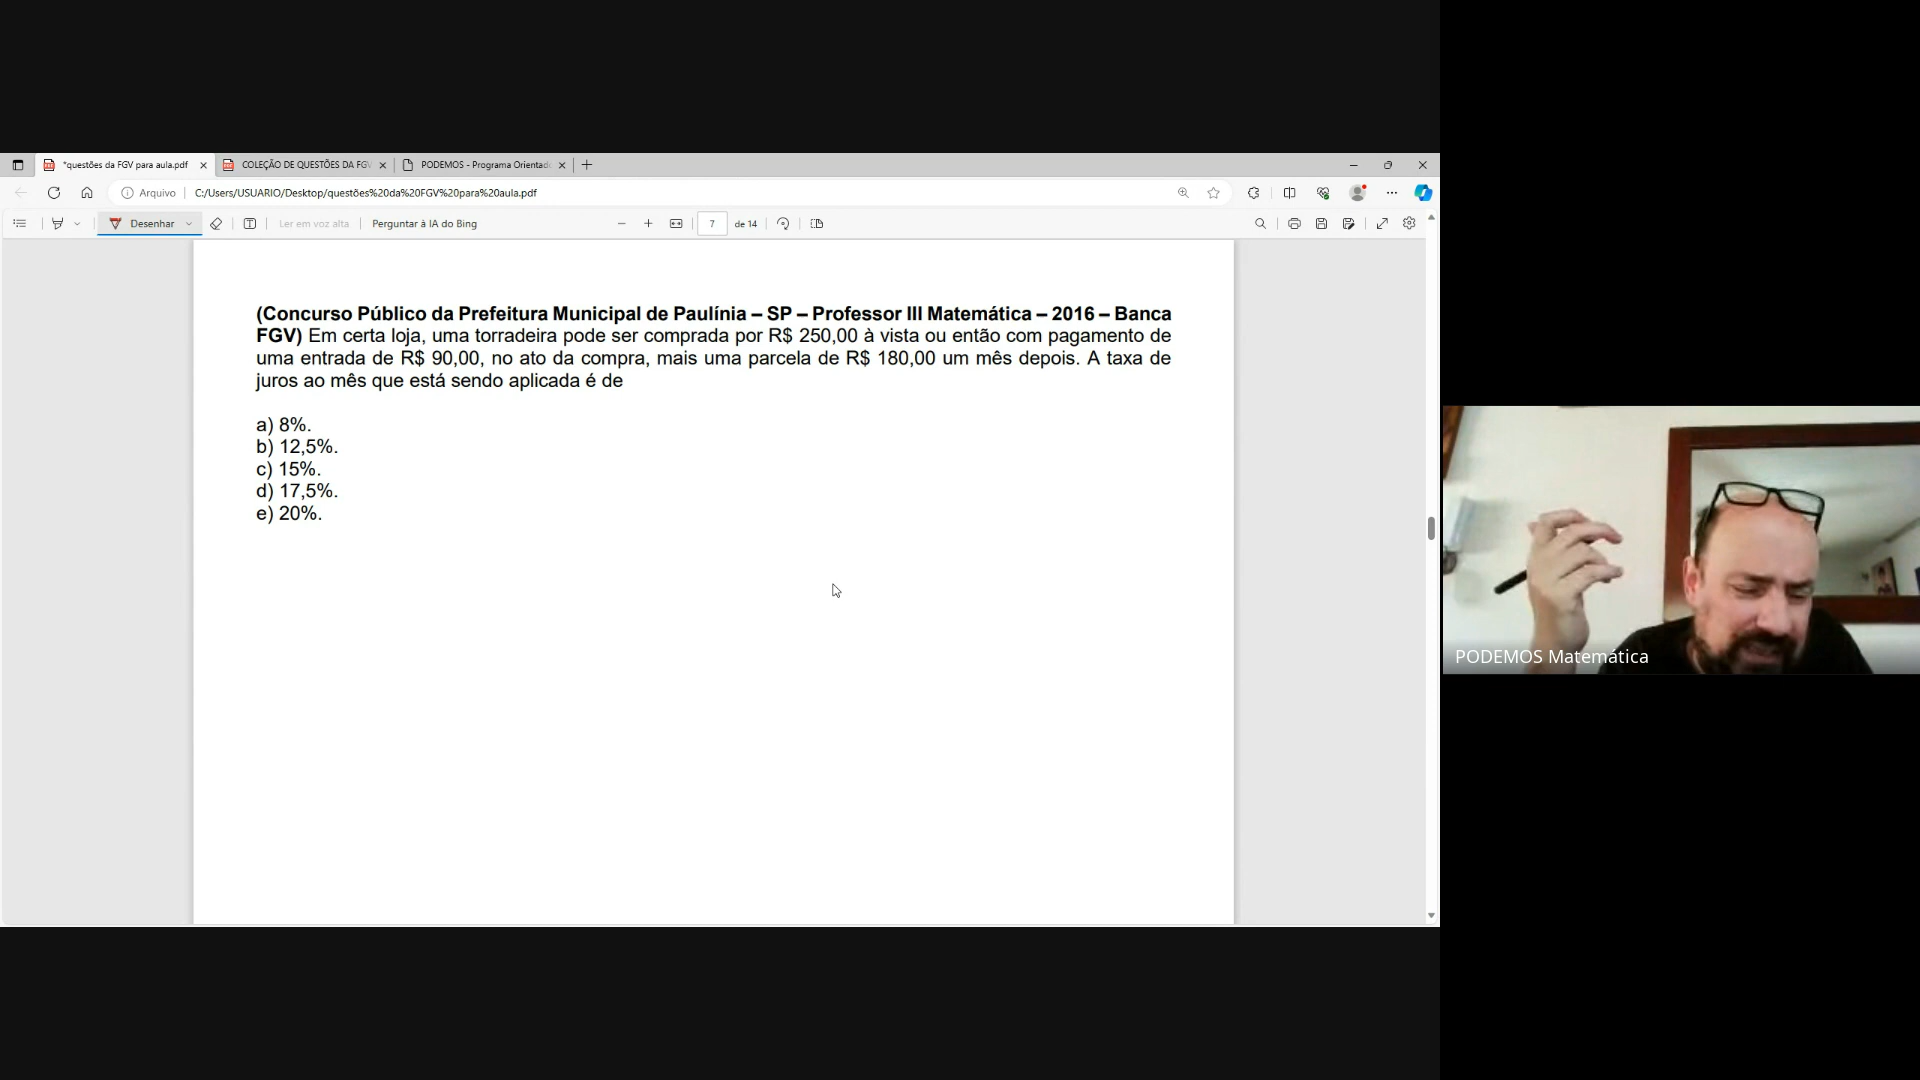 *questões da FGV para aula.pdf
COLEÇÃO DE QUESTÕES DA FGV
PODEMOS - Programa Orientad
Arquivo
C:/Users/USUARIO/Desktop/questões%20da%20FGV%20para%20aula.pdf
Desenhar
Ler em voz alta
Perguntar à IA do Bing
7
de 14
(Concurso Público da Prefeitura Municipal de Paulínia – SP – Professor III Matemática – 2016 – Banca
FGV) Em certa loja, uma torradeira pode ser comprada por R$ 250,00 à vista ou então com pagamento de
uma entrada de R$ 90,00, no ato da compra, mais uma parcela de R$ 180,00 um mês depois. A taxa de
juros ao mês que está sendo aplicada é de
a) 8%.
b) 12,5%.
c) 15%.
d) 17,5%.
e) 20%.
PODEMOS Matemática